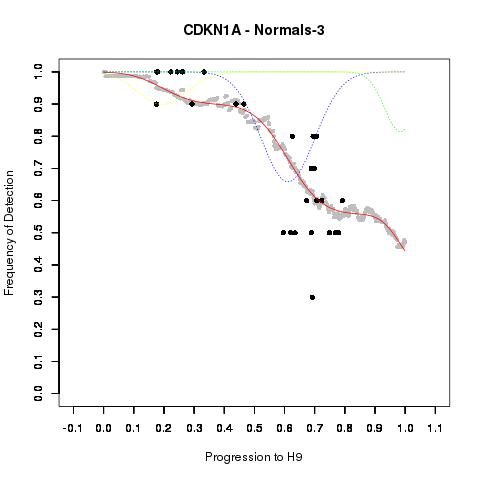 CDKN1A - Normals-3
Frequency of Detection
1.0
0.9
0.8
0.7
0.6
0.5
0.4
0.3
0.2
0.1
0.0
-0.1 0.0 0.1 0.2 0.3 0.4 0.5 0.6 0.7 0.8 0.9 1.0 1.1
Progression to H9